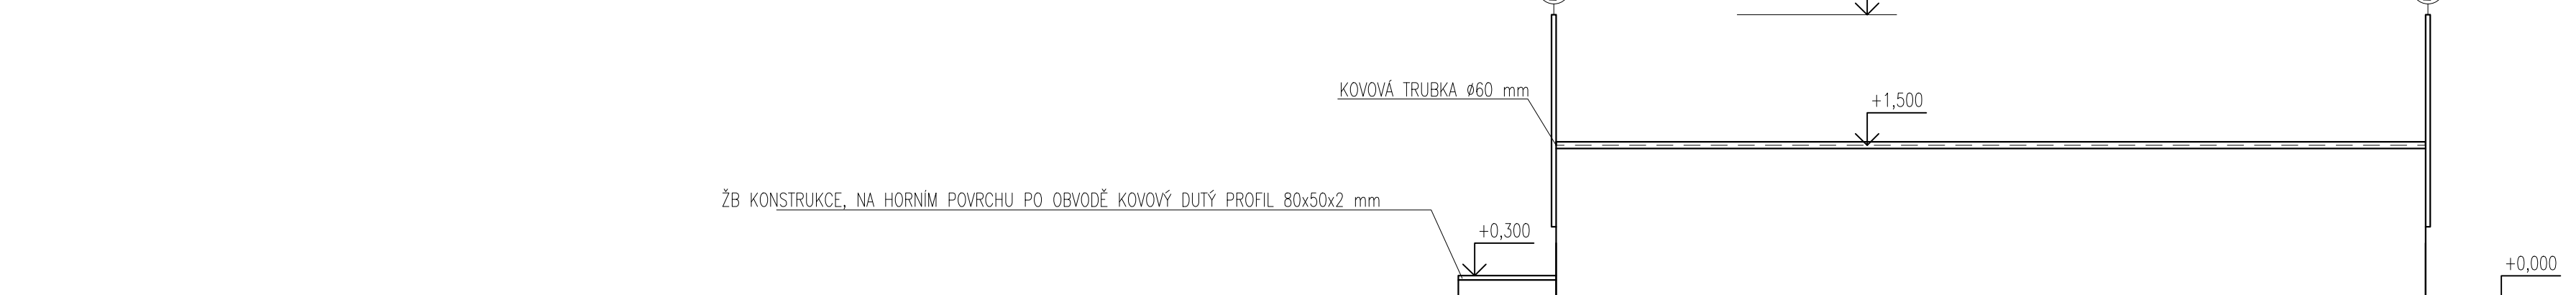 KOVOVÁ TRUBKA ø60 mm
+1,500
ŽB KONSTRUKCE, NA HORNÍM POVRCHU PO OBVODĚ KOVOVÝ DUTÝ PROFIL 80x50x2 mm
+0,300
+0,000